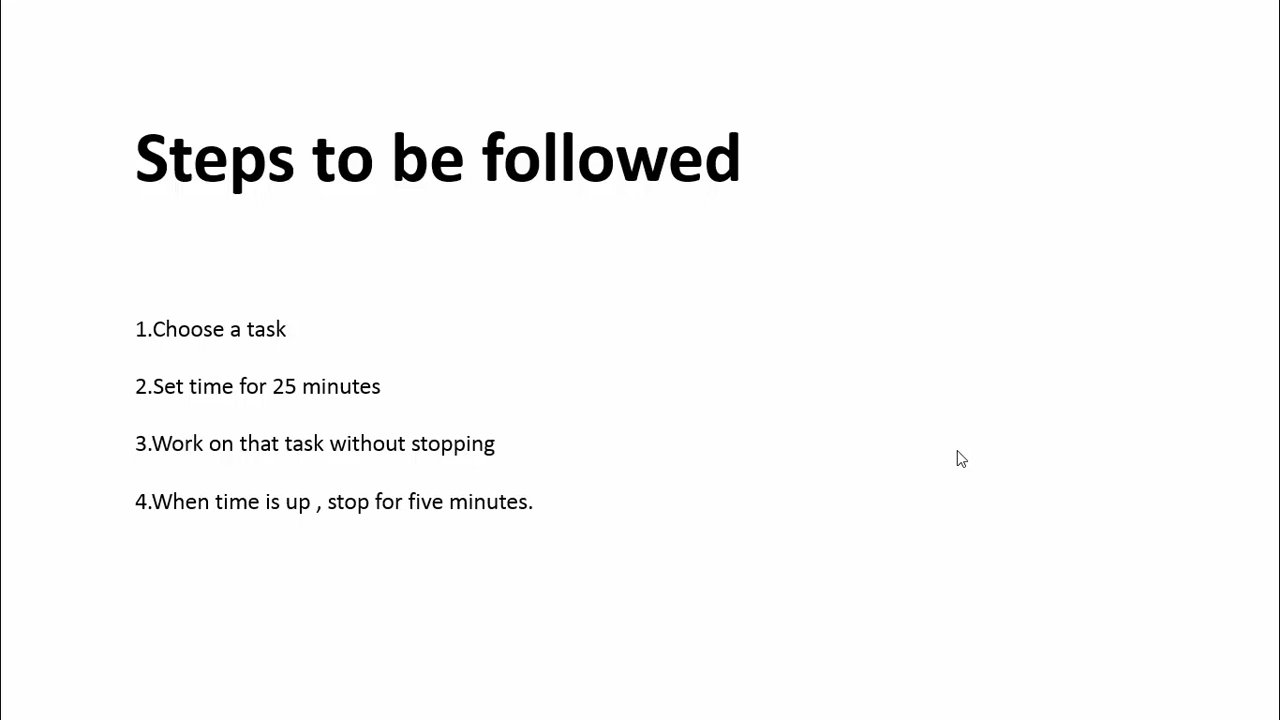 Steps to be followed
1.Choose a task
2.Set time for 25 minutes
3.Work on that task without stopping
4.When time is up , stop for five minutes.